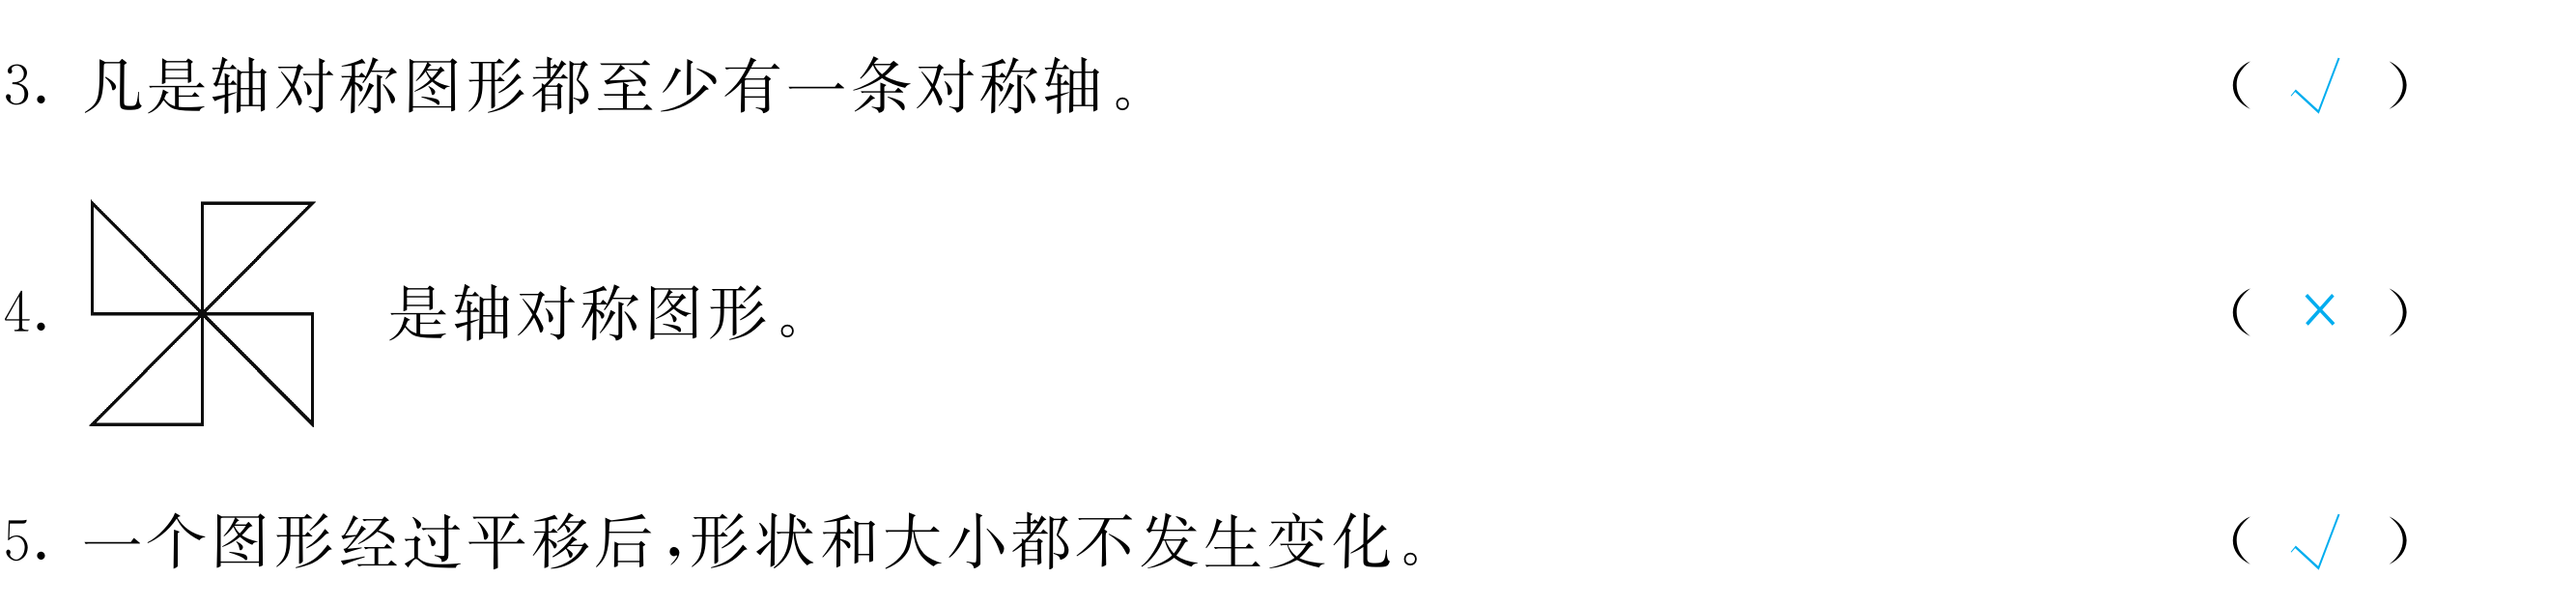 3. 凡是轴对称图形都至少有一条对称轴。 ( √ )
4. 是轴对称图形。 ( × )
5. 一个图形经过平移后,形状和大小都不发生变化。 ( √ )